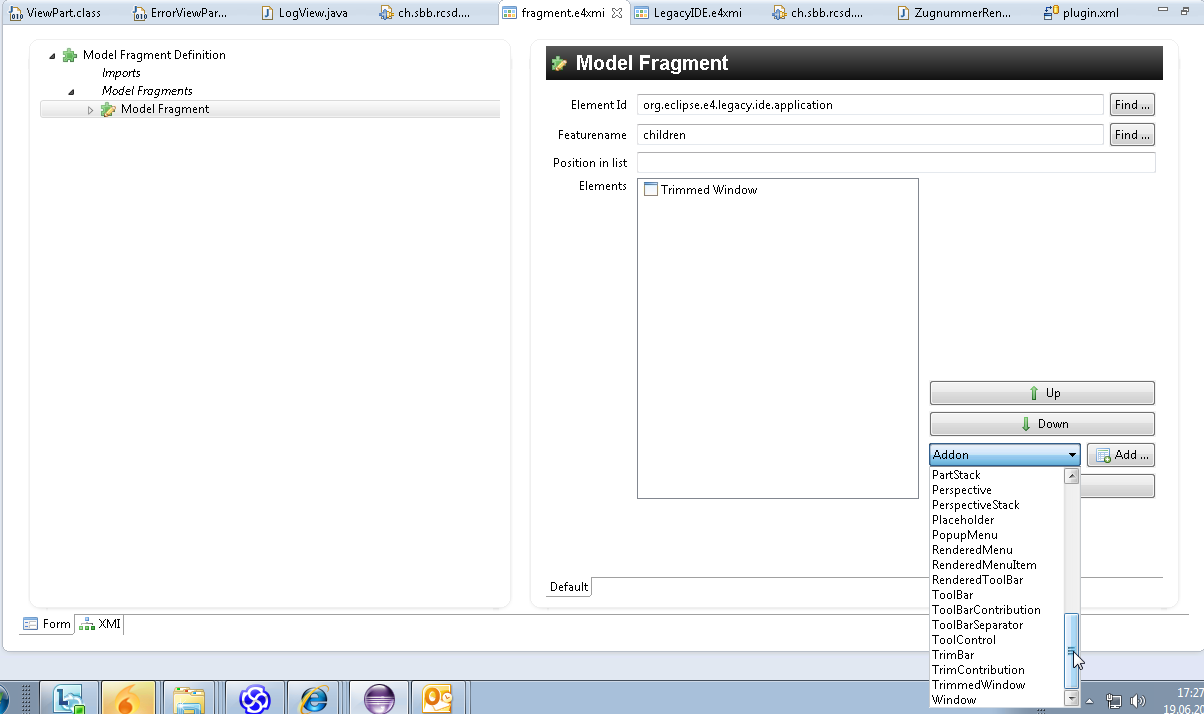 ViewPart.class ErrorViewPar... LogView.java ch.sbb.rcsd.... fragment.e4xmi LegacyIDE.e4xmi ch.sbb.rcsd.... ZugnummerRen... plugin.xml
Model Fragment Definition
Imports
Model Fragments
Model Fragment
Model Fragment
Element Id org.eclipse.e4.legacy.ide.application Find ...
Featurename children Find ...
Position in list
Elements Trimmed Window
Up
Down
Addon Add ...
PartStack
Perspective
PerspectiveStack
Placeholder
PopupMenu
RenderedMenu
RenderedMenuItem
RenderedToolBar
ToolBar
ToolBarContribution
ToolBarSeparator
ToolControl
TrimBar
TrimContribution
TrimmedWindow
Window
Default
Form XMI
17:27
19.06.20